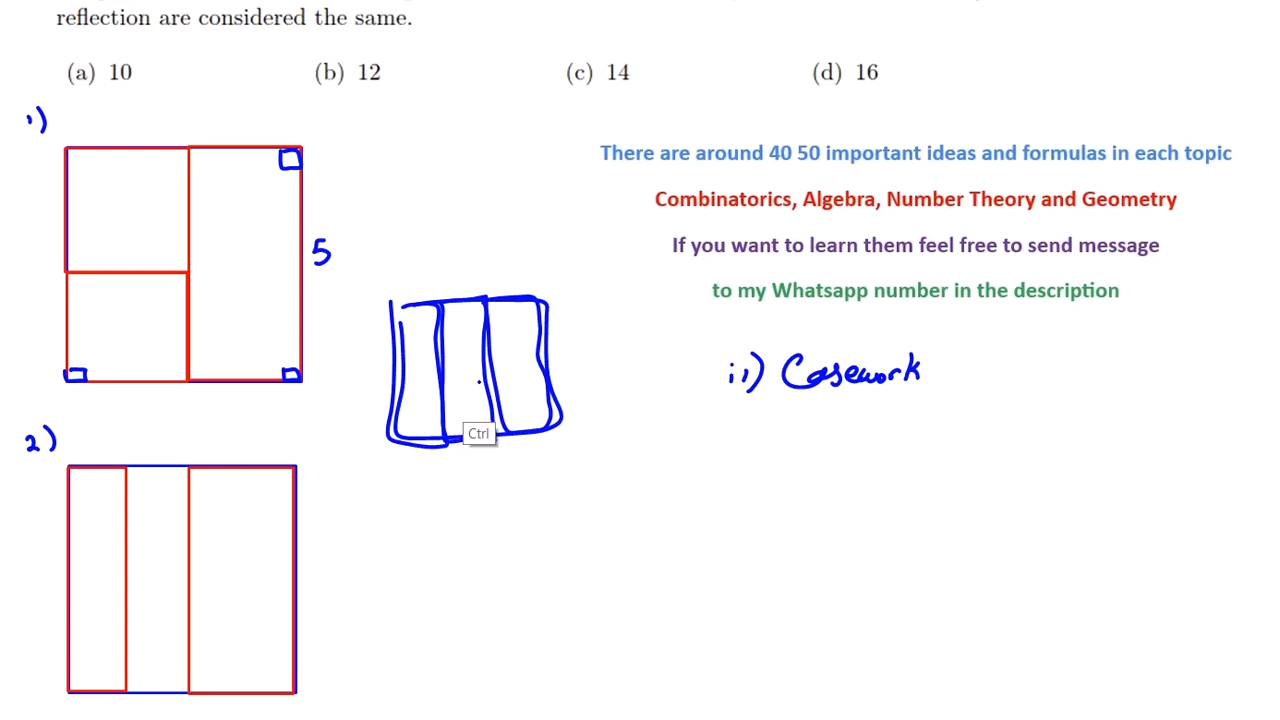 reflection are considered the same.
(a) 10 (b) 12 (c) 14 (d) 16
1)
There are around 40 50 important ideas and formulas in each topic
Combinatorics, Algebra, Number Theory and Geometry
If you want to learn them feel free to send message
5
to my Whatsapp number in the description
ii) Casework
Ctrl
2)